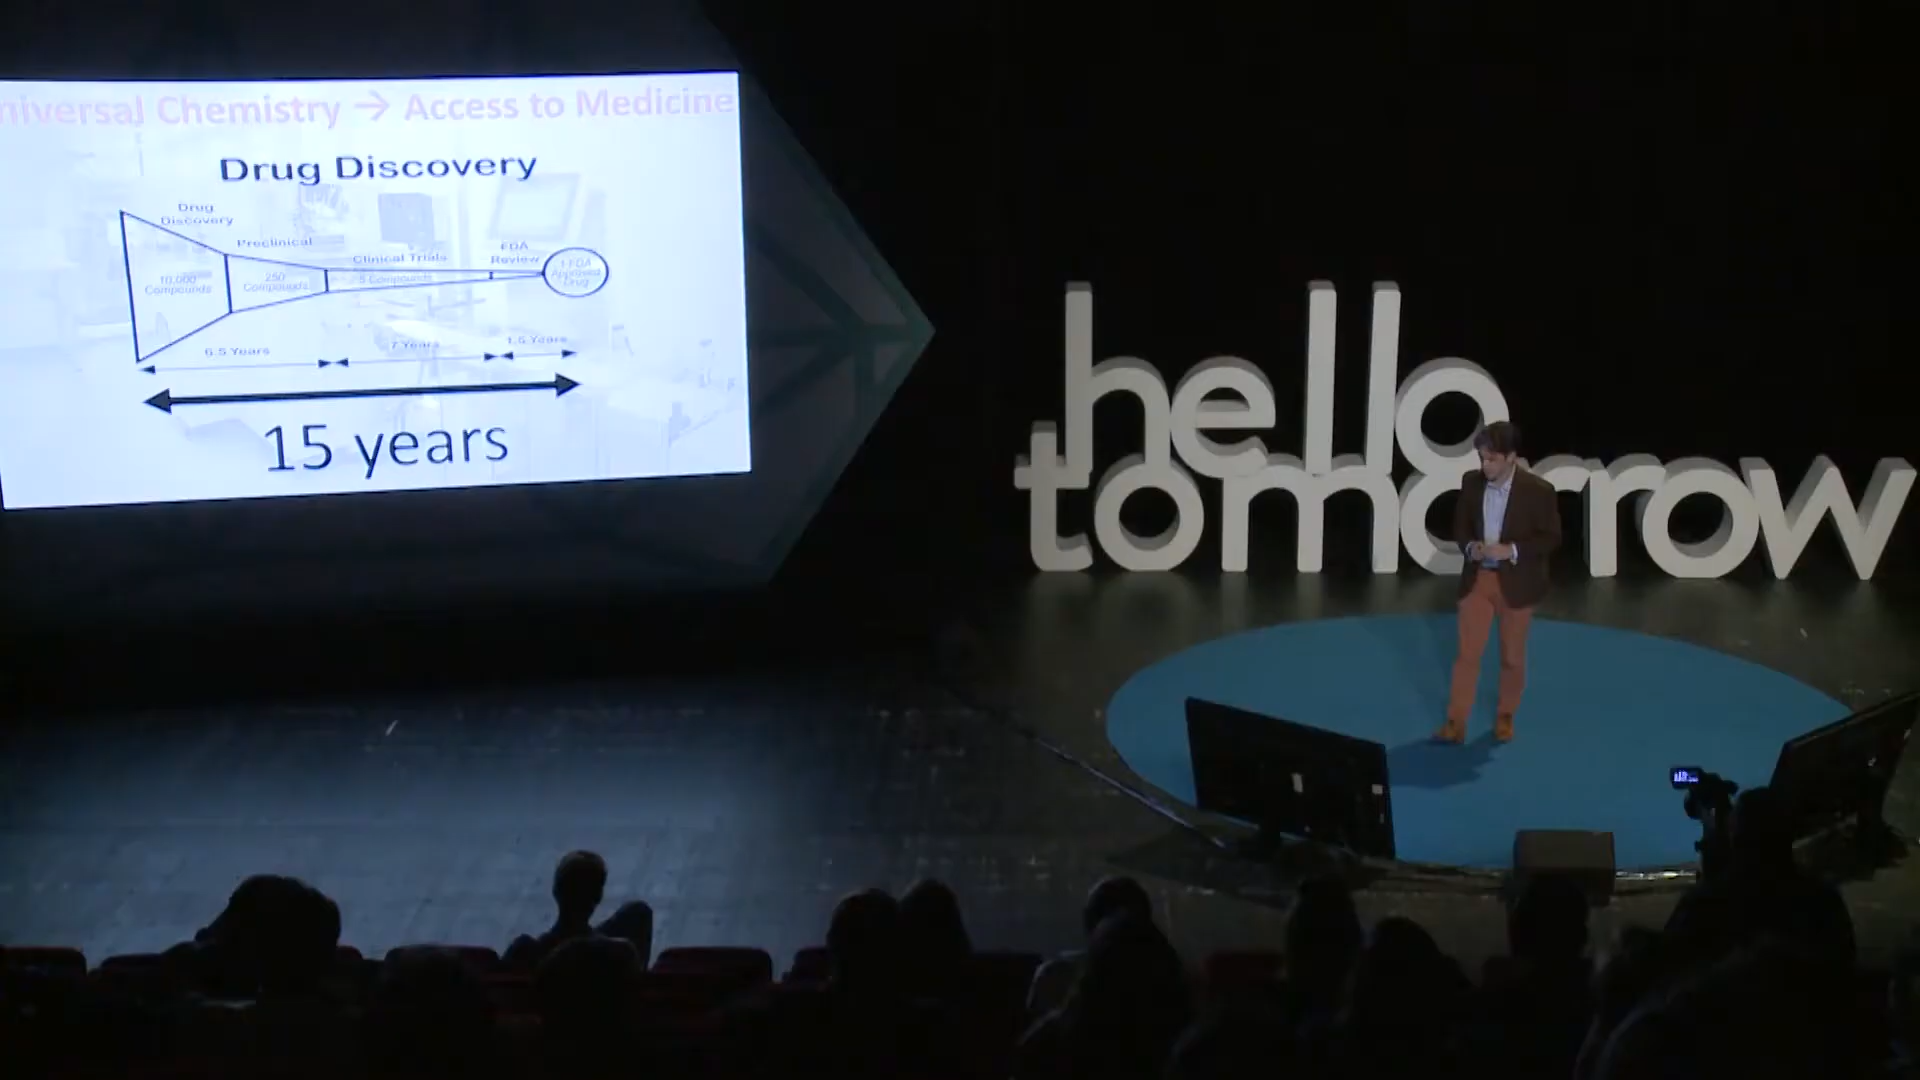 niversal Chemistry → Access to Medicine
Drug Discovery
Drug
Discovery
Preclinical
Clinical Trials
FDA
Review
10,000
Compounds
250
Compounds
5 Compounds
1 FDA
Approved
Drug
6.5 Years
7 Years
1.5 Years
15 years
hello
tomorrow